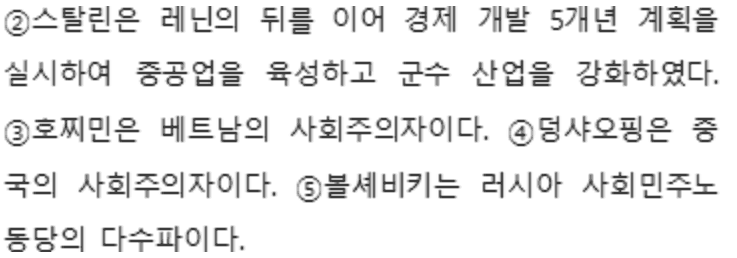 ②스탈린은 레닌의 뒤를 이어 경제 개발 5개년 계획을
실시하여 중공업을 육성하고 군수 산업을 강화하였다.
③호찌민은 베트남의 사회주의자이다. ④덩샤오핑은 중
국의 사회주의자이다. ⑤볼셰비키는 러시아 사회민주노
동당의 다수파이다.